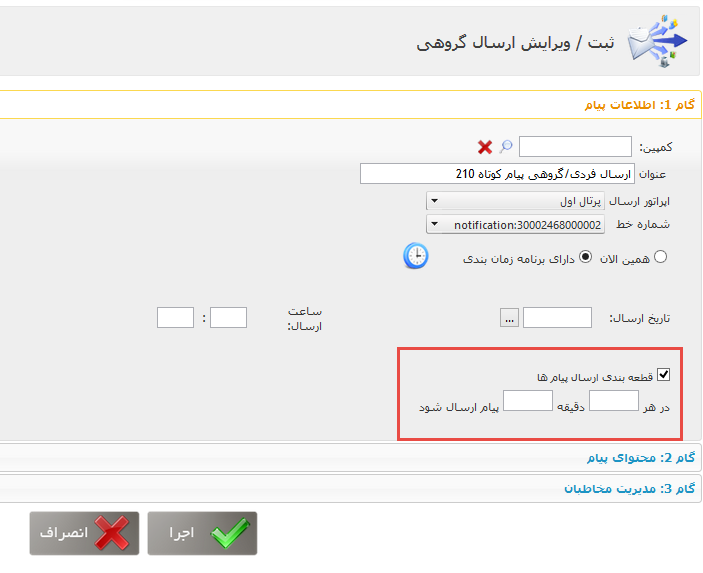 ثبت / ویرایش ارسال گروهی
گام 1: اطلاعات پیام
کمپین:
عنوان ارسال فردی/گروهی پیام کوتاه 210
اپراتور ارسال پرتال اول
شماره خط notification:30002468000002
همین الان دارای برنامه زمان بندی
تاریخ ارسال: ... ساعت ارسال: :
قطعه بندی ارسال پیام ها
در هر دقیقه پیام ارسال شود
گام 2: محتوای پیام
گام 3: مدیریت مخاطبان
اجرا انصراف